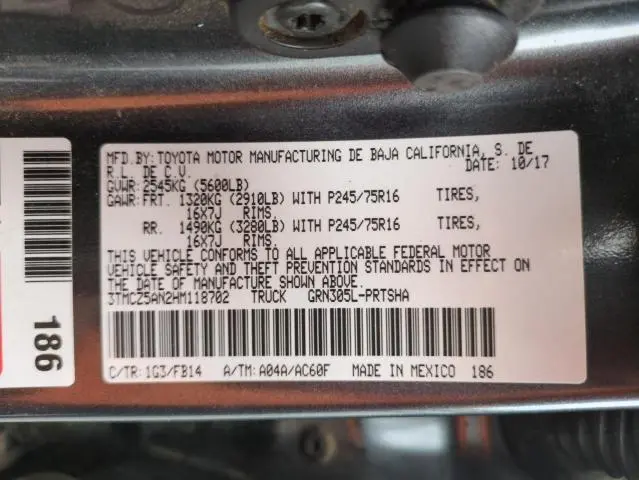 MFD.BY:TOYOTA MOTOR MANUFACTURING DE BAJA CALIFORNIA, S. DE
R.L. DE C.V. DATE: 10/17
GVWR:2545KG (5600LB)
GAWR:FRT. 1320KG (2910LB) WITH P245/75R16 TIRES,
16X7J RIMS.
RR. 1490KG (3280LB) WITH P245/75R16 TIRES,
16X7J RIMS.
THIS VEHICLE CONFORMS TO ALL APPLICABLE FEDERAL MOTOR
VEHICLE SAFETY AND THEFT PREVENTION STANDARDS IN EFFECT ON
THE DATE OF MANUFACTURE SHOWN ABOVE.
3TMCZ5AN2HM118702 TRUCK GRN305L-PRTSHA
C/TR:1G3/FB14 A/TM:A04A/AC60F MADE IN MEXICO 186
186